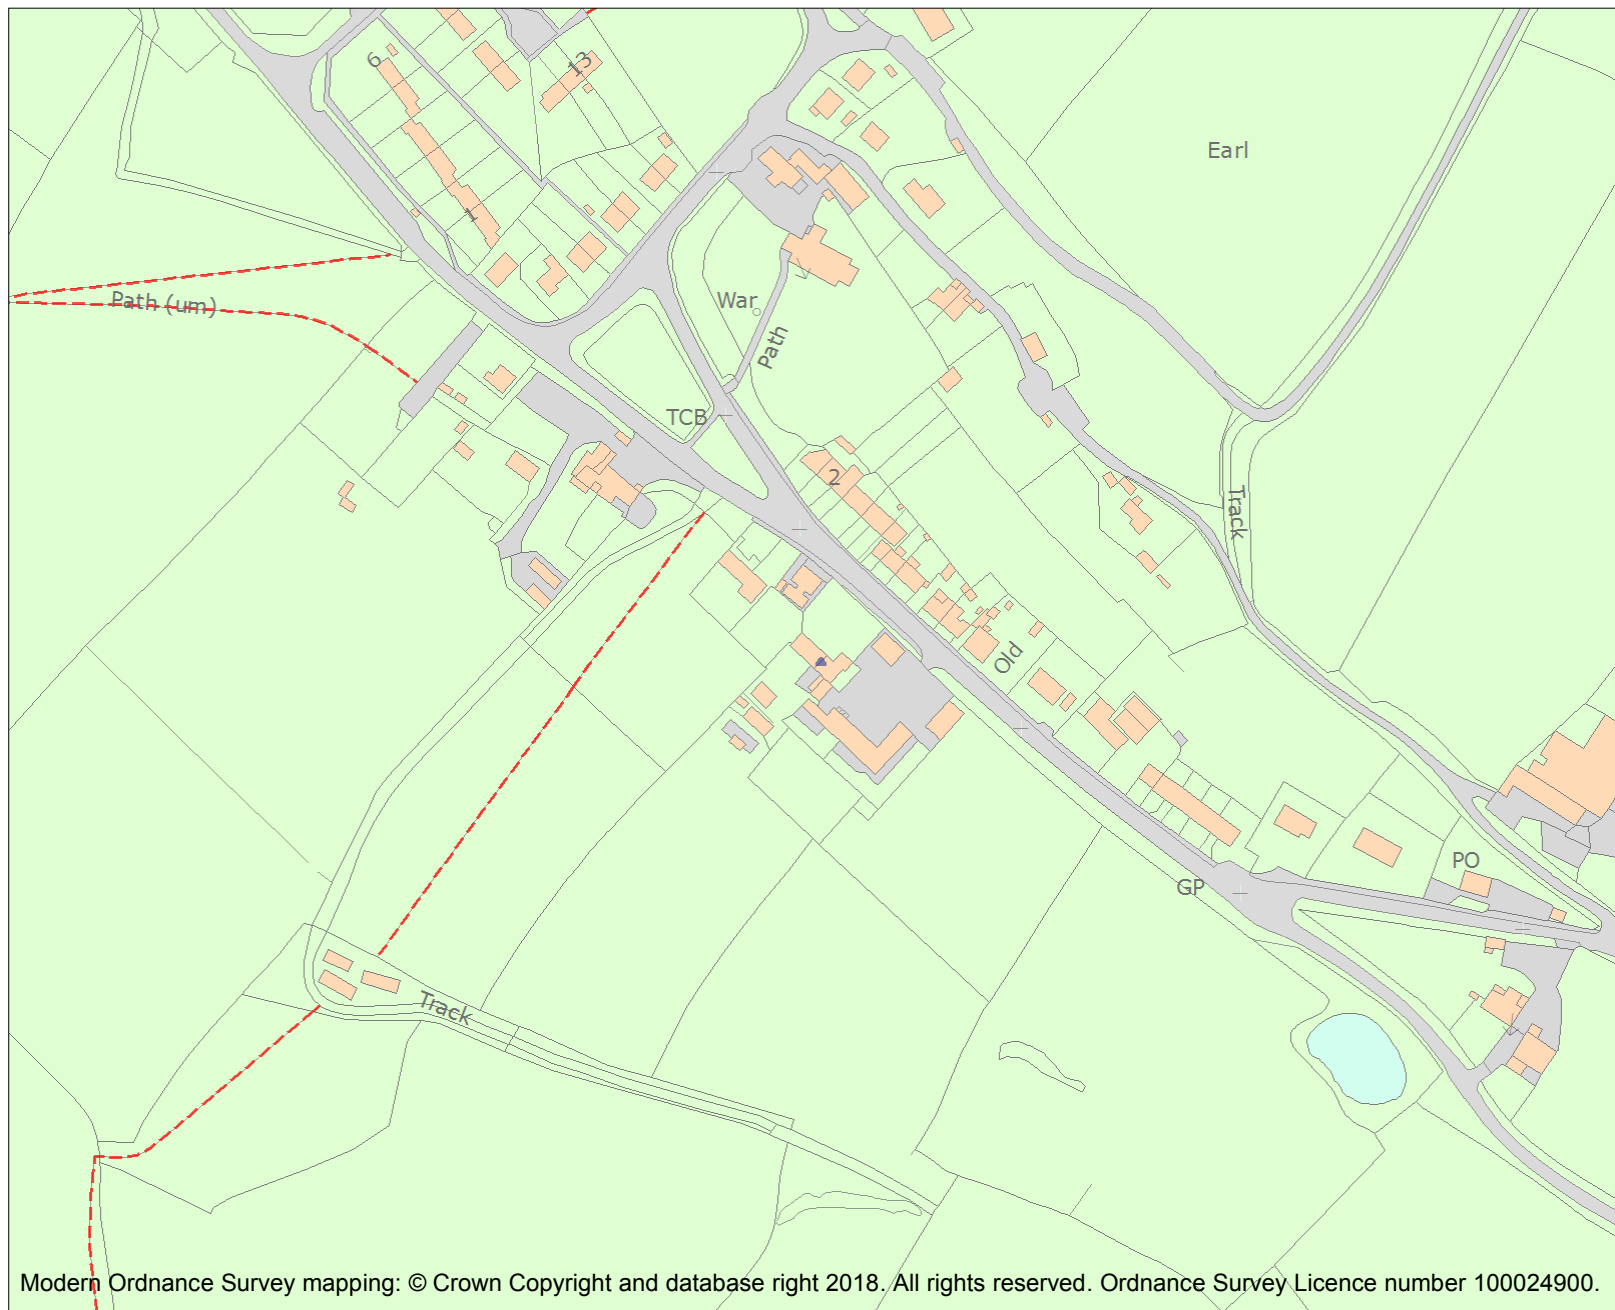 6
13
Earl
1
Path (um)
War
Path
TCB
2
Track
Old
PO
GP
Track
Modern Ordnance Survey mapping: © Crown Copyright and database right 2018. All rights reserved. Ordnance Survey Licence number 100024900.